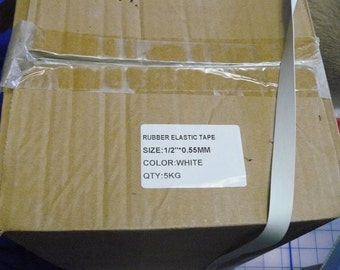 RUBBER ELASTIC TAPE
SIZE:1/2"*0.55MM
COLOR:WHITE
QTY:5KG